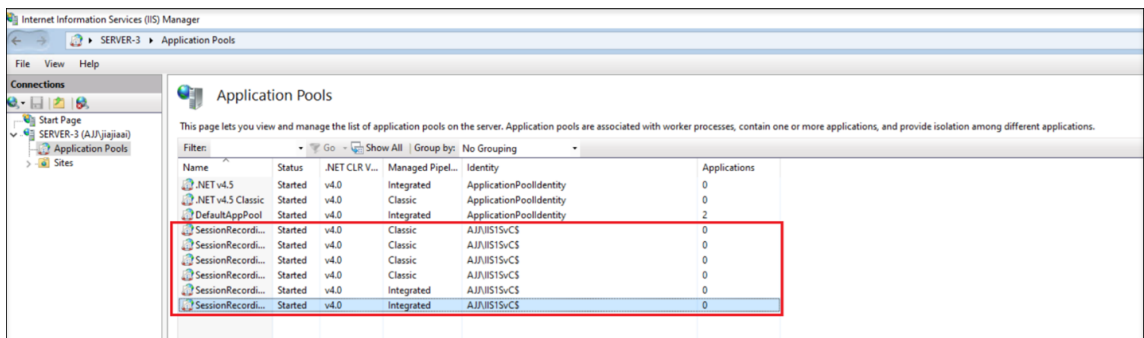 Internet Information Services (IIS) Manager
SERVER-3 Application Pools
File View Help
Connections
Start Page
SERVER-3 (AJJ\jiajiaai)
Application Pools
Sites
Application Pools
This page lets you view and manage the list of application pools on the server. Application pools are associated with worker processes, contain one or more applications, and provide isolation among different applications.
Filter: Go Show All Group by: No Grouping
Name Status .NET CLR V... Managed Pipel... Identity Applications
.NET v4.5 Started v4.0 Integrated ApplicationPoolIdentity 0
.NET v4.5 Classic Started v4.0 Classic ApplicationPoolIdentity 0
DefaultAppPool Started v4.0 Integrated ApplicationPoolIdentity 2
SessionRecordi... Started v4.0 Classic AJJ\IIS1SvC$ 0
SessionRecordi... Started v4.0 Classic AJJ\IIS1SvC$ 0
SessionRecordi... Started v4.0 Classic AJJ\IIS1SvC$ 0
SessionRecordi... Started v4.0 Classic AJJ\IIS1SvC$ 0
SessionRecordi... Started v4.0 Integrated AJJ\IIS1SvC$ 0
SessionRecordi... Started v4.0 Integrated AJJ\IIS1SvC$ 0